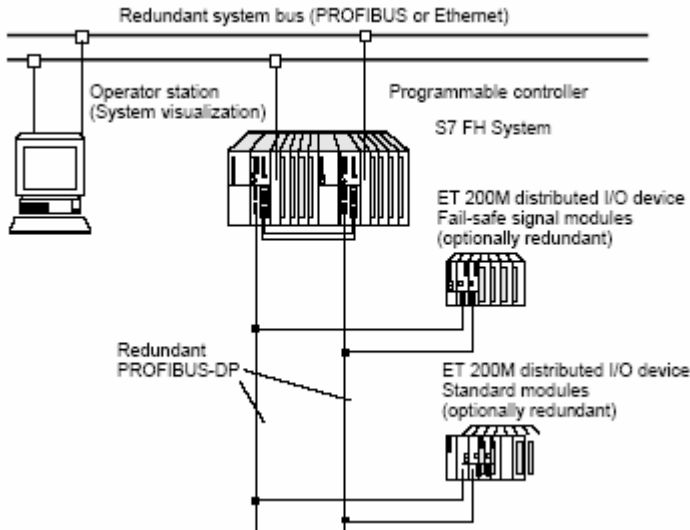 Redundant system bus (PROFIBUS or Ethernet)
Operator station
(System visualization)
Programmable controller
S7 FH System
ET 200M distributed I/O device
Fail-safe signal modules
(optionally redundant)
Redundant
PROFIBUS-DP
ET 200M distributed I/O device
Standard modules
(optionally redundant)